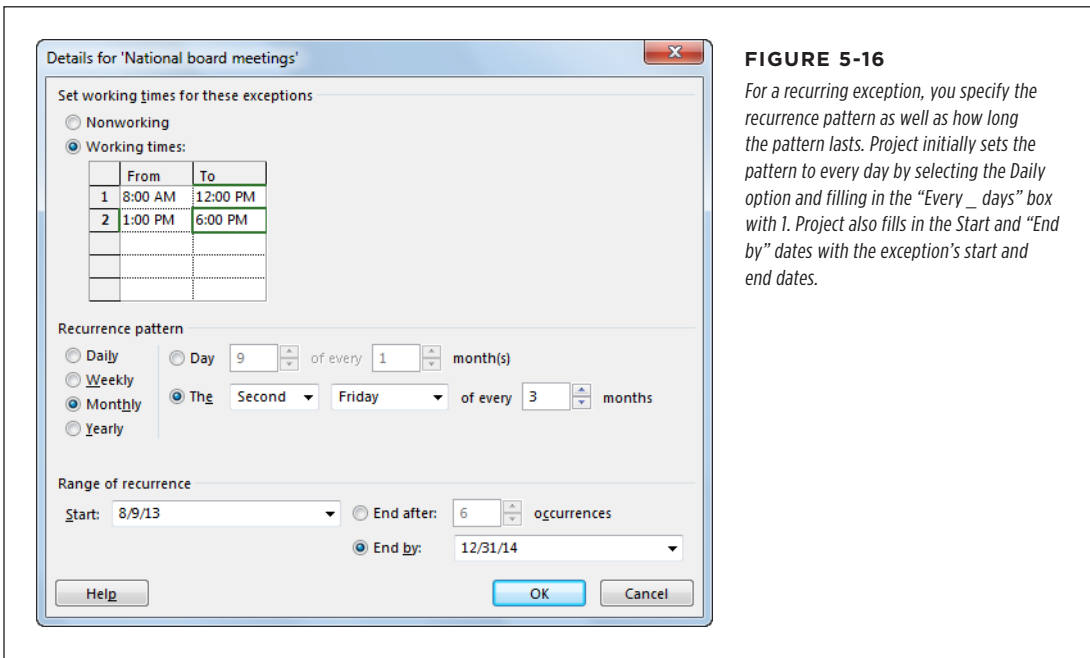 Details for 'National board meetings'
Set working times for these exceptions
Nonworking
Working times:
From To
1 8:00 AM 12:00 PM
2 1:00 PM 6:00 PM
Recurrence pattern
Daily
Weekly
Monthly
Yearly
Day 9 of every 1 month(s)
The Second Friday of every 3 months
Range of recurrence
Start: 8/9/13
End after: 6 occurrences
End by: 12/31/14
Help
OK
Cancel
FIGURE 5-16
For a recurring exception, you specify the
recurrence pattern as well as how long
the pattern lasts. Project initially sets the
pattern to every day by selecting the Daily
option and filling in the “Every _ days” box
with 1. Project also fills in the Start and “End
by” dates with the exception’s start and
end dates.